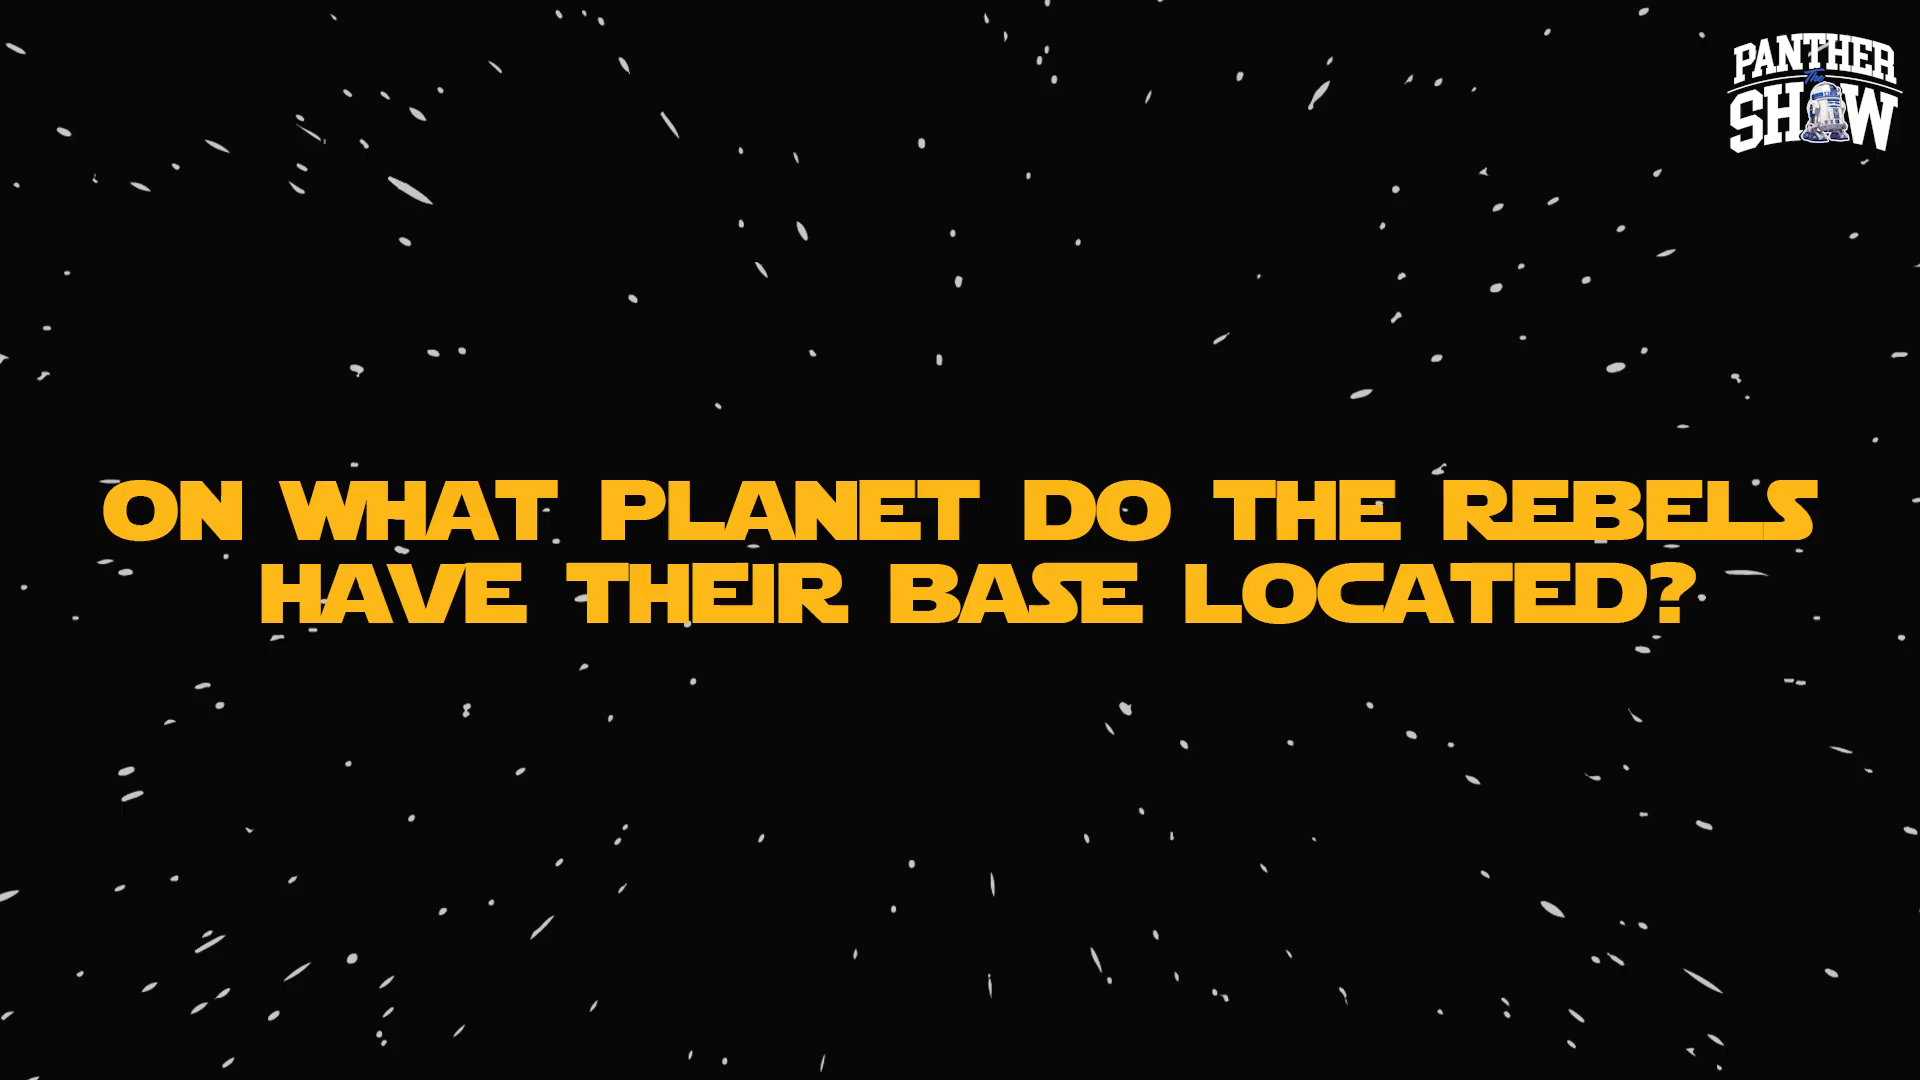 PANTHER
The
SHOW
ON WHAT PLANET DO THE REBELS
HAVE THEIR BASE LOCATED?